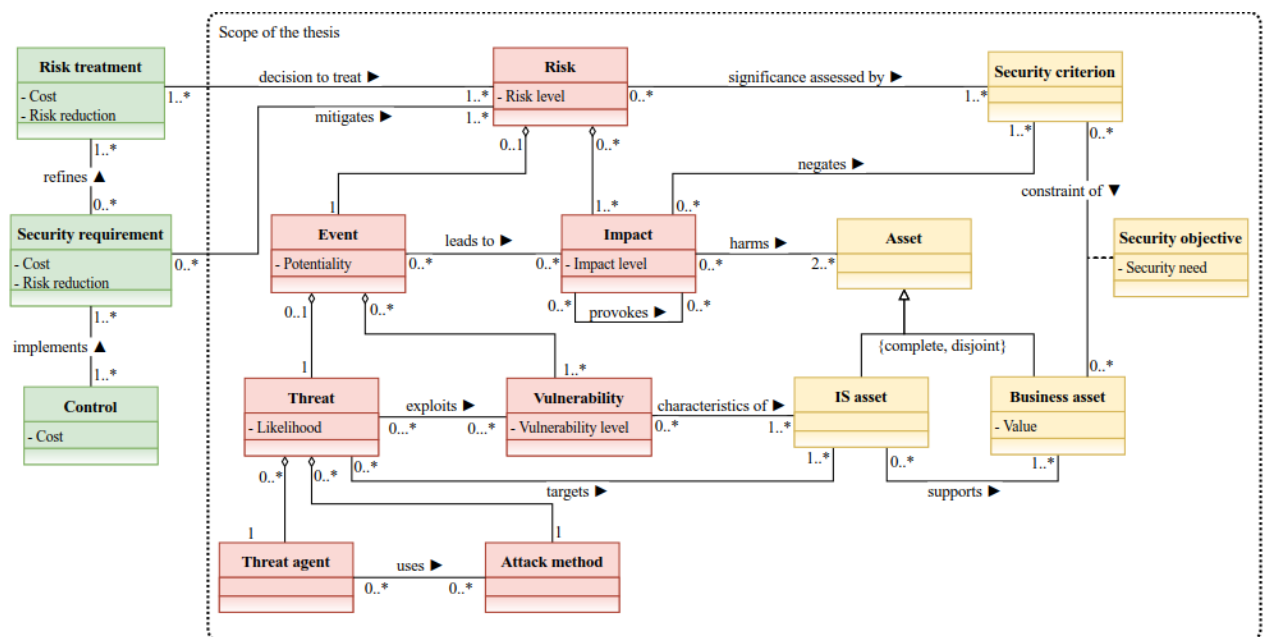 Scope of the thesis
Risk treatment
- Cost
- Risk reduction
decision to treat ►
1..*
1..*
Risk
- Risk level
significance assessed by ►
0..*
1..*
Security criterion
mitigates ►
1..*
1..*
refines ▲
0..*
0..1
0..*
1..*
0..*
negates ►
constraint of ▼
Security requirement
- Cost
- Risk reduction
0..*
1
Event
- Potentiality
leads to ►
0..*
0..*
1..*
0..*
Impact
- Impact level
harms ►
0..*
2..*
Asset
Security objective
- Security need
0..*
provokes ►
0..*
1..*
implements ▲
1..*
0..1
0..*
{complete, disjoint}
Control
- Cost
1
Threat
- Likelihood
exploits ►
0...*
0...*
1..*
Vulnerability
- Vulnerability level
characteristics of ►
0..*
1..*
IS asset
0..*
Business asset
- Value
0..*
0..*
0..*
targets ►
1..*
0..*
supports ►
1..*
1
1
Threat agent
uses ►
0..*
0..*
Attack method